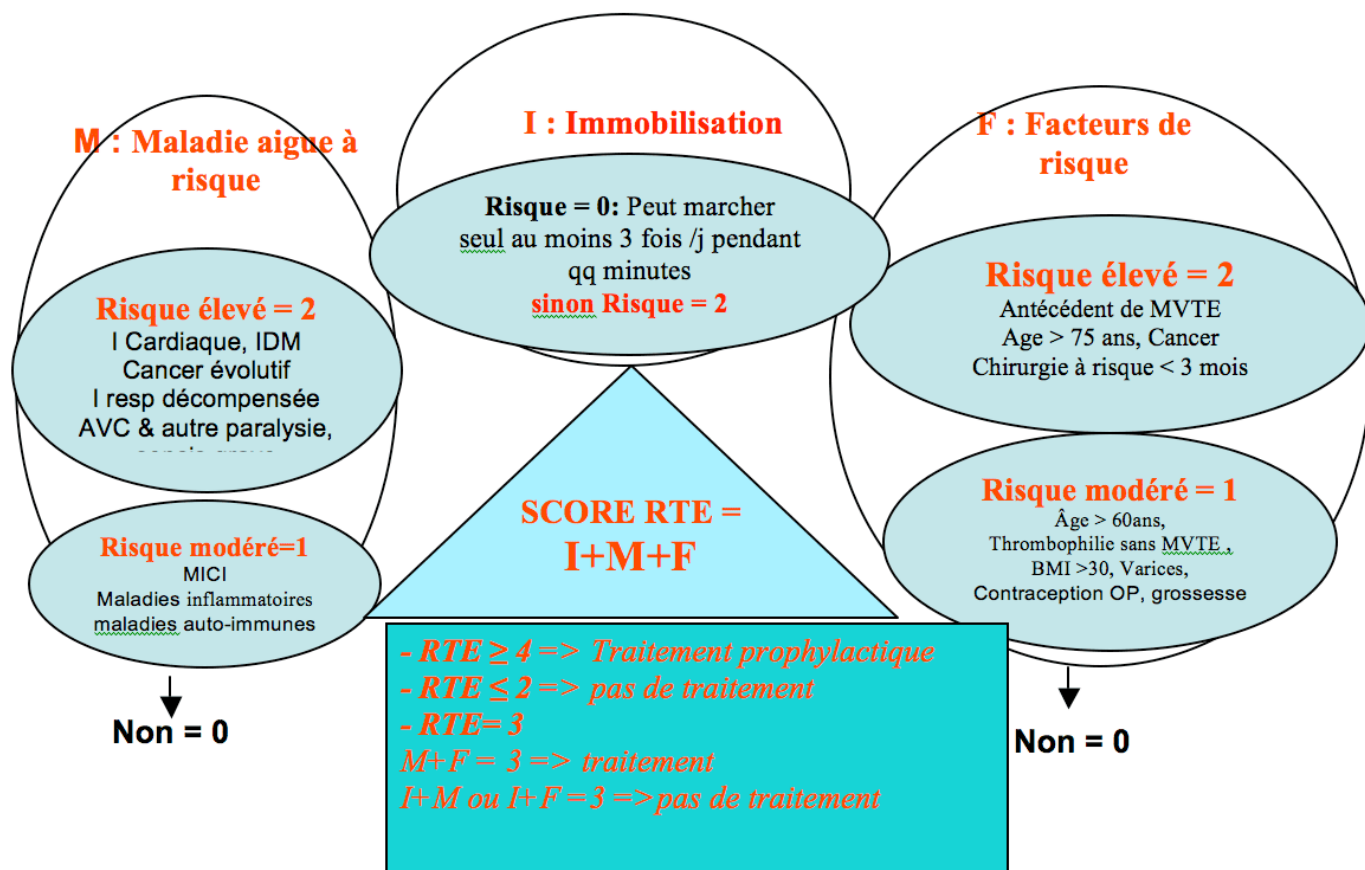 M : Maladie aigue à
risque
Risque élevé = 2
I Cardiaque, IDM
Cancer évolutif
I resp décompensée
AVC & autre paralysie,
Risque modéré=1
MICI
Maladies inflammatoires
maladies auto-immunes
Non = 0
I : Immobilisation
Risque = 0: Peut marcher
seul au moins 3 fois /j pendant
qq minutes
sinon Risque = 2
SCORE RTE =
I+M+F
- RTE ≥ 4 => Traitement prophylactique
- RTE ≤ 2 => pas de traitement
- RTE= 3
M+F = 3 => traitement
I+M ou I+F =3 =>pas de traitement
F : Facteurs de
risque
Risque élevé = 2
Antécédent de MVTE
Age > 75 ans, Cancer
Chirurgie à risque < 3 mois
Risque modéré = 1
Âge > 60ans,
Thrombophilie sans MVTE ,
BMI >30, Varices,
Contraception OP, grossesse
Non = 0